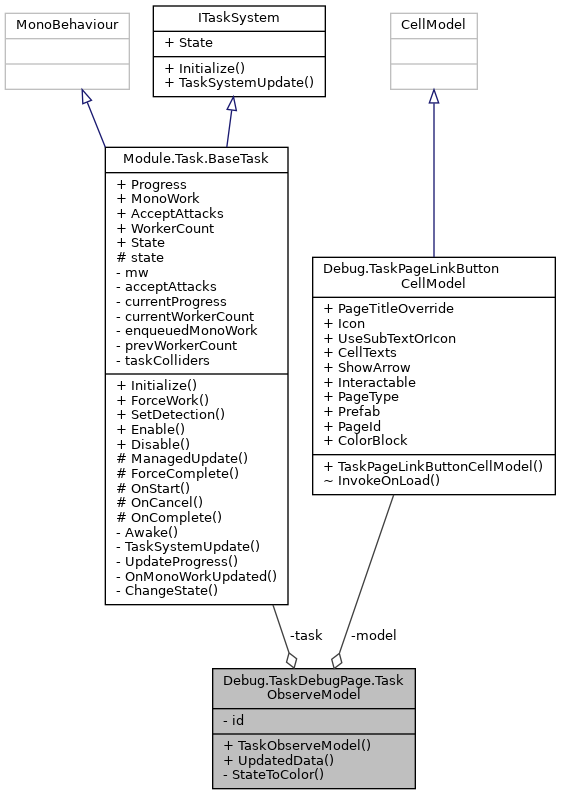 MonoBehaviour
ITaskSystem
+ State
+ Initialize()
+ TaskSystemUpdate()
CellModel
Module.Task.BaseTask
+ Progress
+ MonoWork
+ AcceptAttacks
+ WorkerCount
+ State
# state
- mw
- acceptAttacks
- currentProgress
- currentWorkerCount
- enqueuedMonoWork
- prevWorkerCount
- taskColliders
+ Initialize()
+ ForceWork()
+ SetDetection()
+ Enable()
+ Disable()
# ManagedUpdate()
# ForceComplete()
# OnStart()
# OnCancel()
# OnComplete()
- Awake()
- TaskSystemUpdate()
- UpdateProgress()
- OnMonoWorkUpdated()
- ChangeState()
Debug.TaskPageLinkButton
CellModel
+ PageTitleOverride
+ Icon
+ UseSubTextOrIcon
+ CellTexts
+ ShowArrow
+ Interactable
+ PageType
+ Prefab
+ PageId
+ ColorBlock
+ TaskPageLinkButtonCellModel()
~ InvokeOnLoad()
-task
-model
Debug.TaskDebugPage.Task
ObserveModel
- id
+ TaskObserveModel()
+ UpdatedData()
- StateToColor()